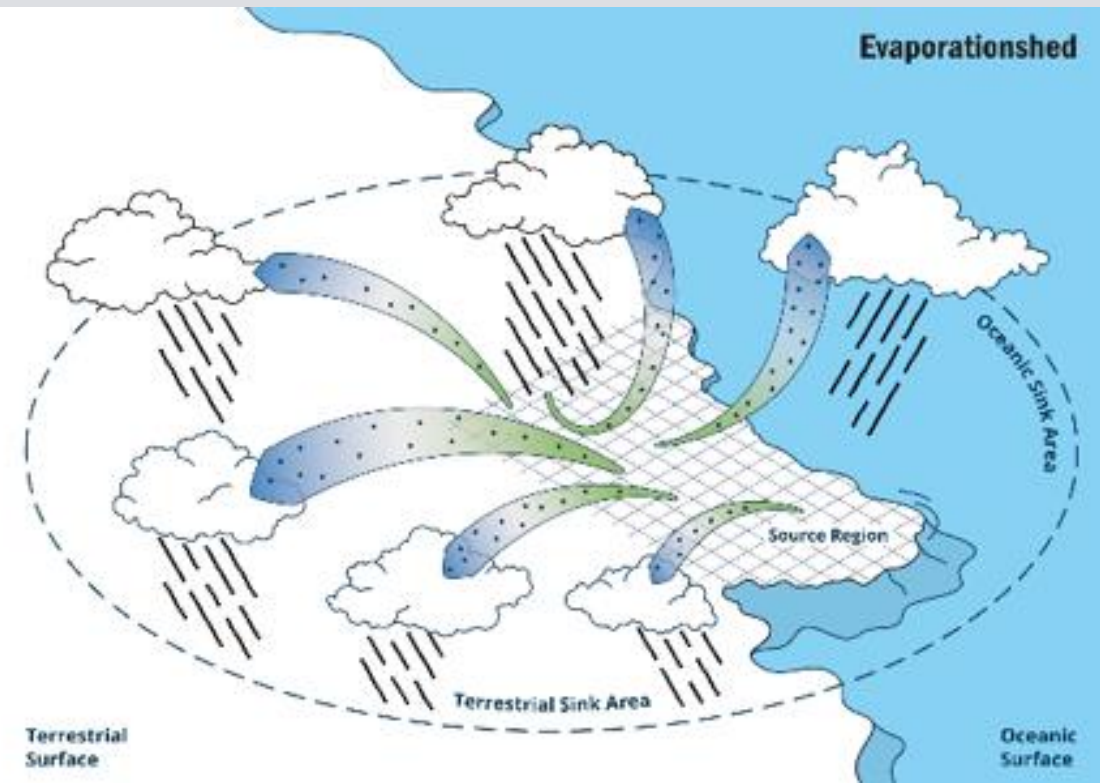 Evaporationshed
Oceanic Sink Area
Source Region
Terrestrial Sink Area
Terrestrial
Surface
Oceanic
Surface